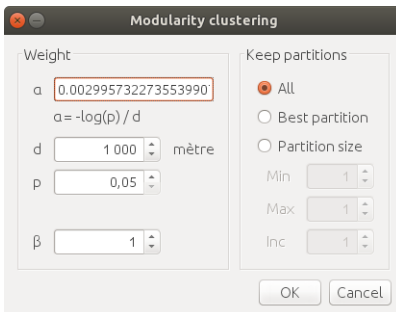 Modularity clustering
Weight
α 0.0029957322735539907
α = -log(p) / d
d 1 000 mètre
p 0,05
β 1
Keep partitions
All
Best partition
Partition size
Min 1
Max 1
Inc 1
OK Cancel